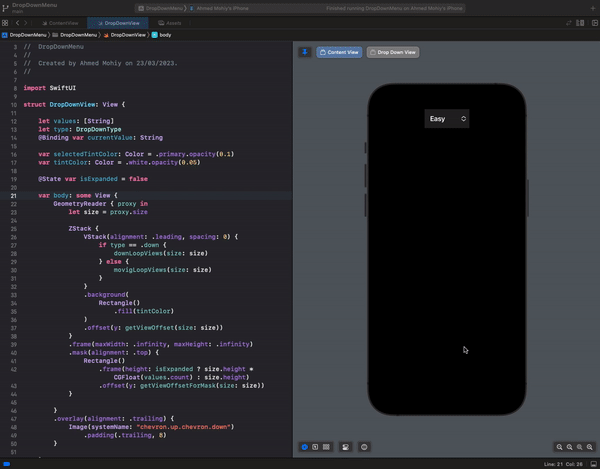 DropDownMenu
main
DropDownMenu
Ahmed Mohiy's iPhone
Finished running DropDownMenu on Ahmed Mohiy's iPhone
ContentView
DropDownView
Assets
DropDownMenu
DropDownMenu
DropDownView
body
3 // DropDownMenu
4 //
5 // Created by Ahmed Mohiy on 23/03/2023.
6 //
7
8 import SwiftUI
9
10 struct DropDownView: View {
11
12 let values: [String]
13 let type: DropDownType
14 @Binding var currentValue: String
15
16 var selectedTintColor: Color = .primary.opacity(0.1)
17 var tintColor: Color = .white.opacity(0.05)
18
19 @State var isExpanded = false
20
21 var body: some View {
22 GeometryReader { proxy in
23 let size = proxy.size
24
25 ZStack {
26 VStack(alignment: .leading, spacing: 0) {
27 if type == .down {
28 downLoopViews(size: size)
29 } else {
30 movigLoopViews(size: size)
31 }
32 }
33 .background(
34 Rectangle()
35 .fill(tintColor)
36 )
37 .offset(y: getViewOffset(size: size))
38 }
39 .frame(maxWidth: .infinity, maxHeight: .infinity)
40 .mask(alignment: .top) {
41 Rectangle()
42 .frame(height: isExpanded ? size.height *
CGFloat(values.count) : size.height)
43 .offset(y: getViewOffsetForMask(size: size))
44 }
45
46 }
47 .overlay(alignment: .trailing) {
48 Image(systemName: "chevron.up.chevron.down")
49 .padding(.trailing, 8)
50 }
51
Content View
Drop Down View
Easy
Line: 21 Col: 26